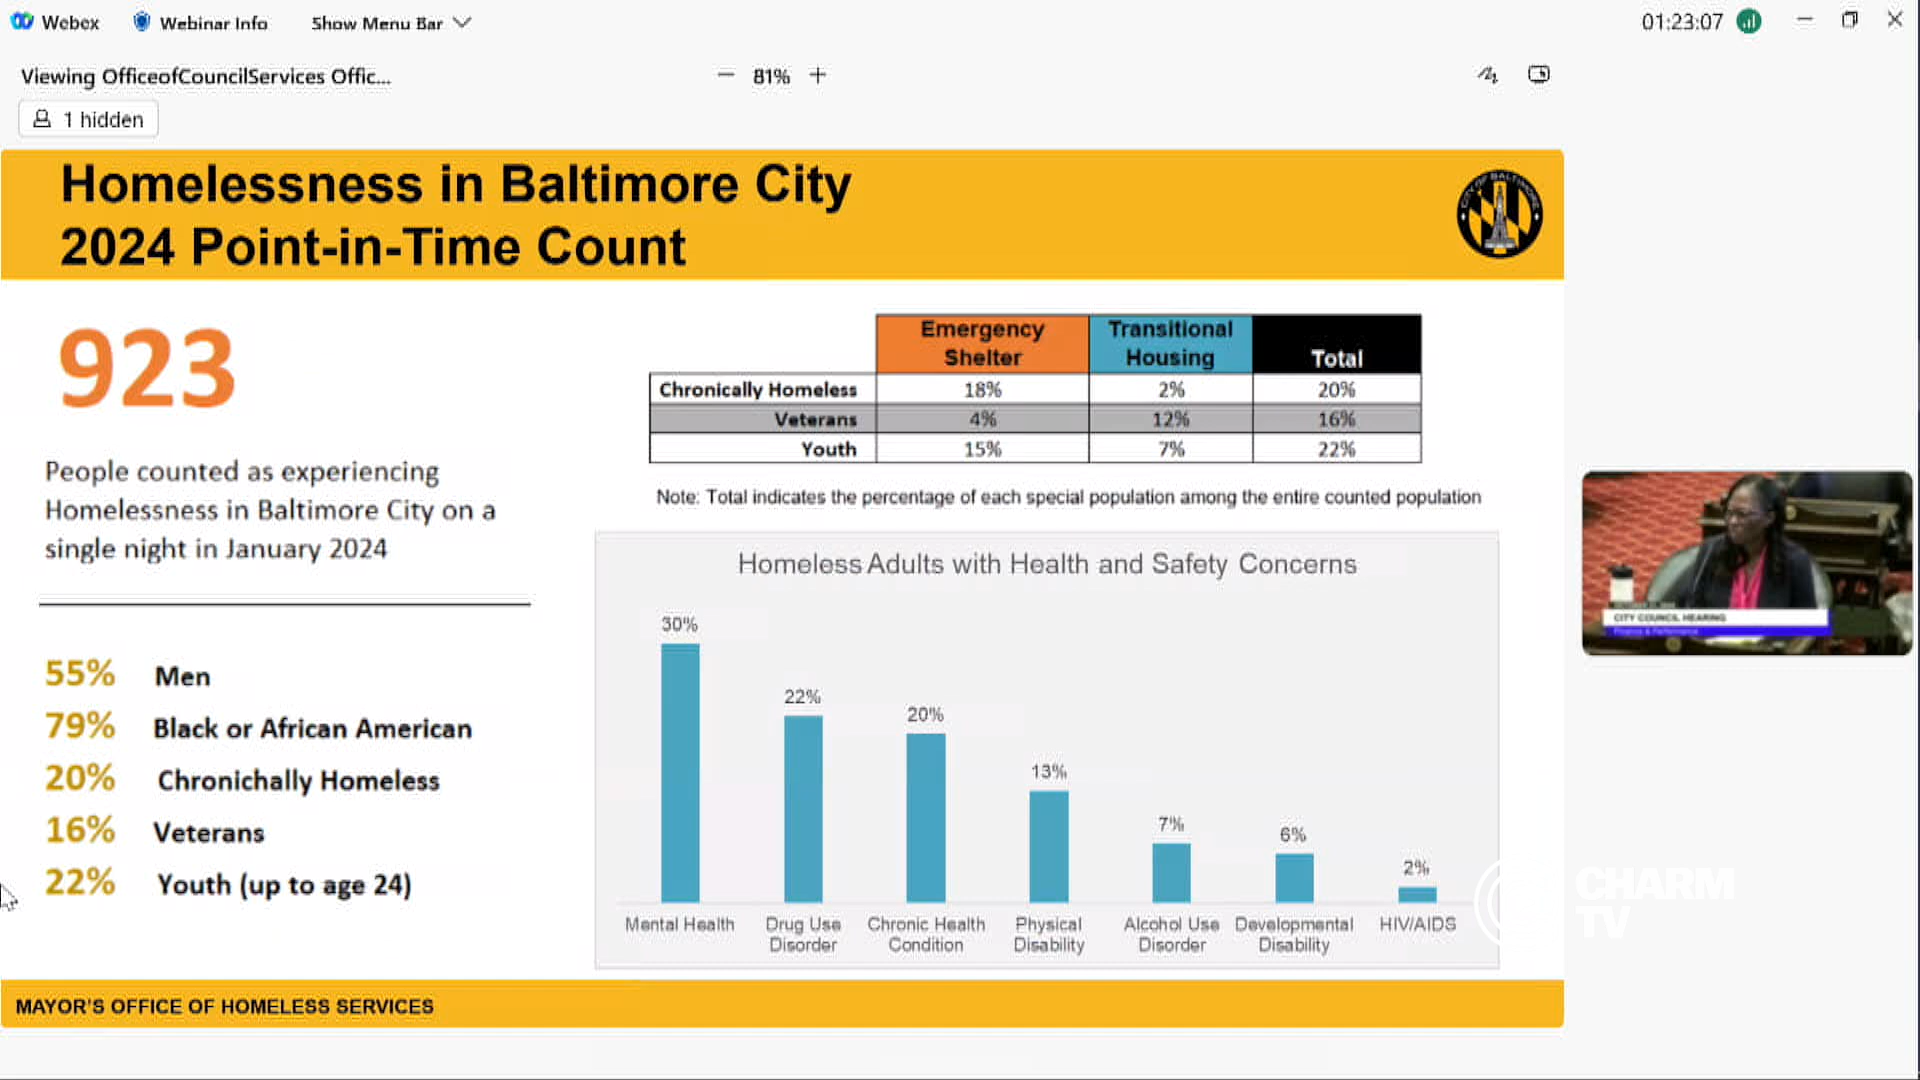 Webex Webinar Info Show Menu Bar 01:23:07
Viewing OfficeofCouncilServices Offic... 81%
1 hidden
Homelessness in Baltimore City
2024 Point-in-Time Count
CITY OF BALTIMORE
923
People counted as experiencing
Homelessness in Baltimore City on a
single night in January 2024
55% Men
79% Black or African American
20% Chronichally Homeless
16% Veterans
22% Youth (up to age 24)
Emergency Shelter Transitional Housing Total
Chronically Homeless 18% 2% 20%
Veterans 4% 12% 16%
Youth 15% 7% 22%
Note: Total indicates the percentage of each special population among the entire counted population
Homeless Adults with Health and Safety Concerns
30% 22% 20% 13% 7% 6% 2%
Mental Health Drug Use Disorder Chronic Health Condition Physical Disability Alcohol Use Disorder Developmental Disability HIV/AIDS
MAYOR'S OFFICE OF HOMELESS SERVICES
CITY COUNCIL HEARING
Finance & Performance
CHARM
TV